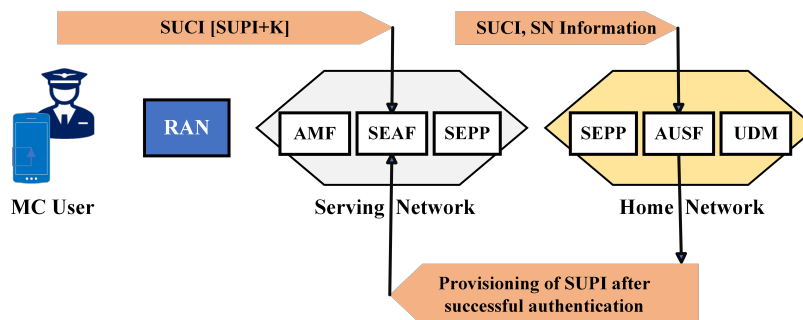 SUCI [SUPI+K]
SUCI, SN Information
RAN
AMF
SEAF
SEPP
SEPP
AUSF
UDM
MC User
Serving Network
Home Network
Provisioning of SUPI after
successful authentication